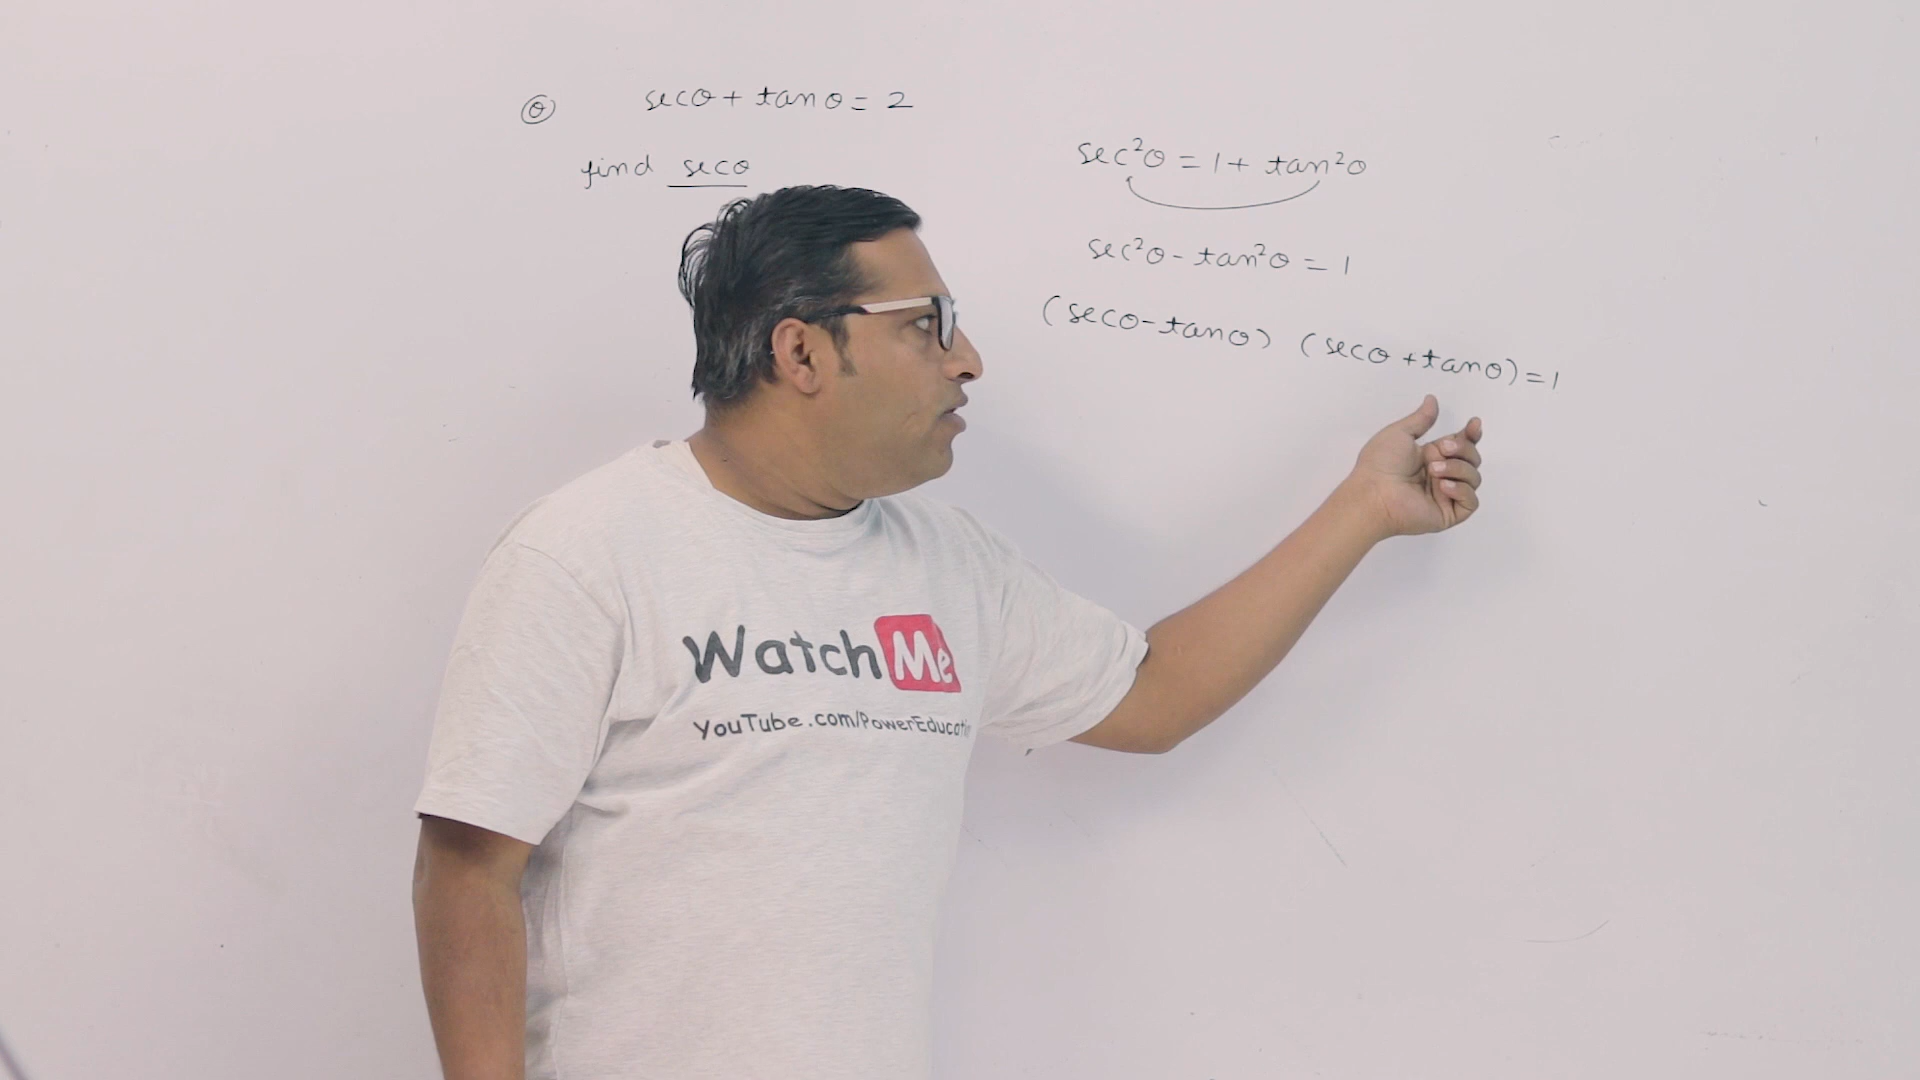 Q secθ + tanθ = 2
find secθ
sec²θ = 1 + tan²θ
sec²θ - tan²θ = 1
(secθ - tanθ) (secθ + tanθ) = 1
WatchMe
YouTube.com/PowerEducati